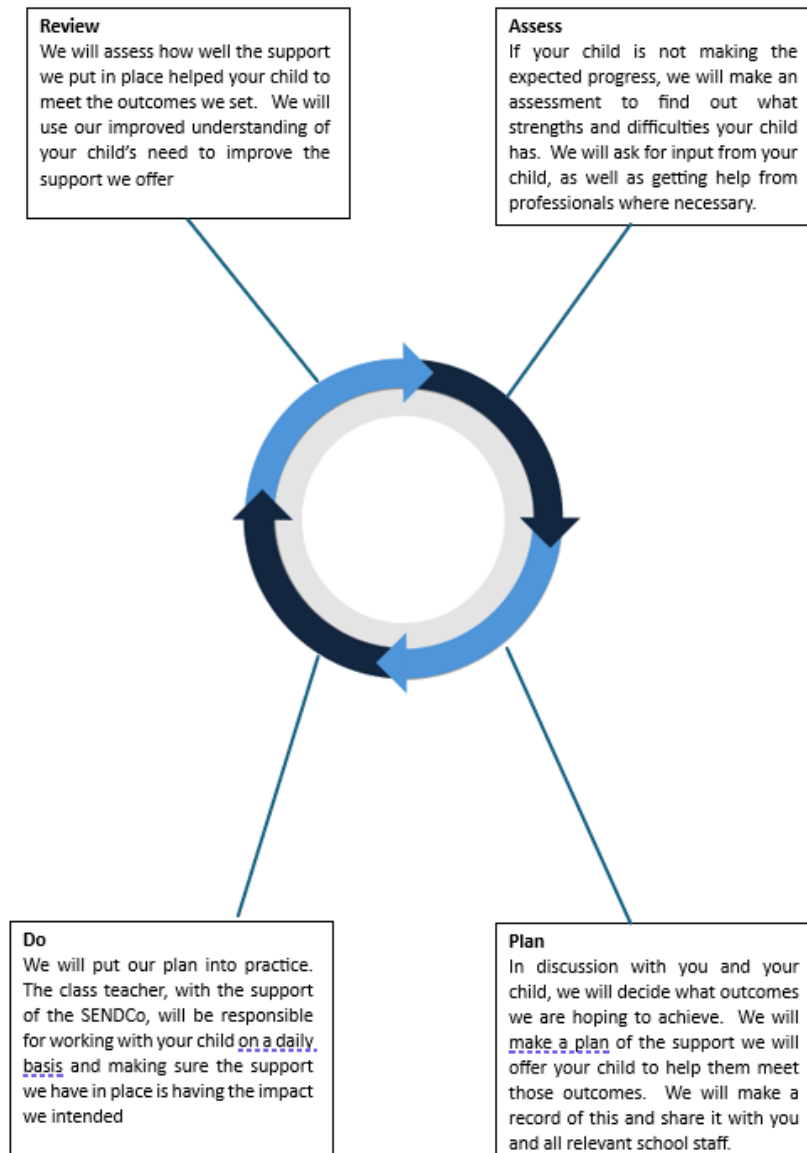 Review
We will assess how well the support
we put in place helped your child to
meet the outcomes we set.  We will
use our improved understanding of
your child’s need to improve the
support we offer
Assess
If your child is not making the
expected progress, we will make an
assessment to find out what
strengths and difficulties your child
has.  We will ask for input from your
child, as well as getting help from
professionals where necessary.
Do
We will put our plan into practice.
The class teacher, with the support
of the SENDCo, will be responsible
for working with your child on a daily
basis and making sure the support
we have in place is having the impact
we intended
Plan
In discussion with you and your
child, we will decide what outcomes
we are hoping to achieve.  We will
make a plan of the support we will
offer your child to help them meet
those outcomes.  We will make a
record of this and share it with you
and all relevant school staff.